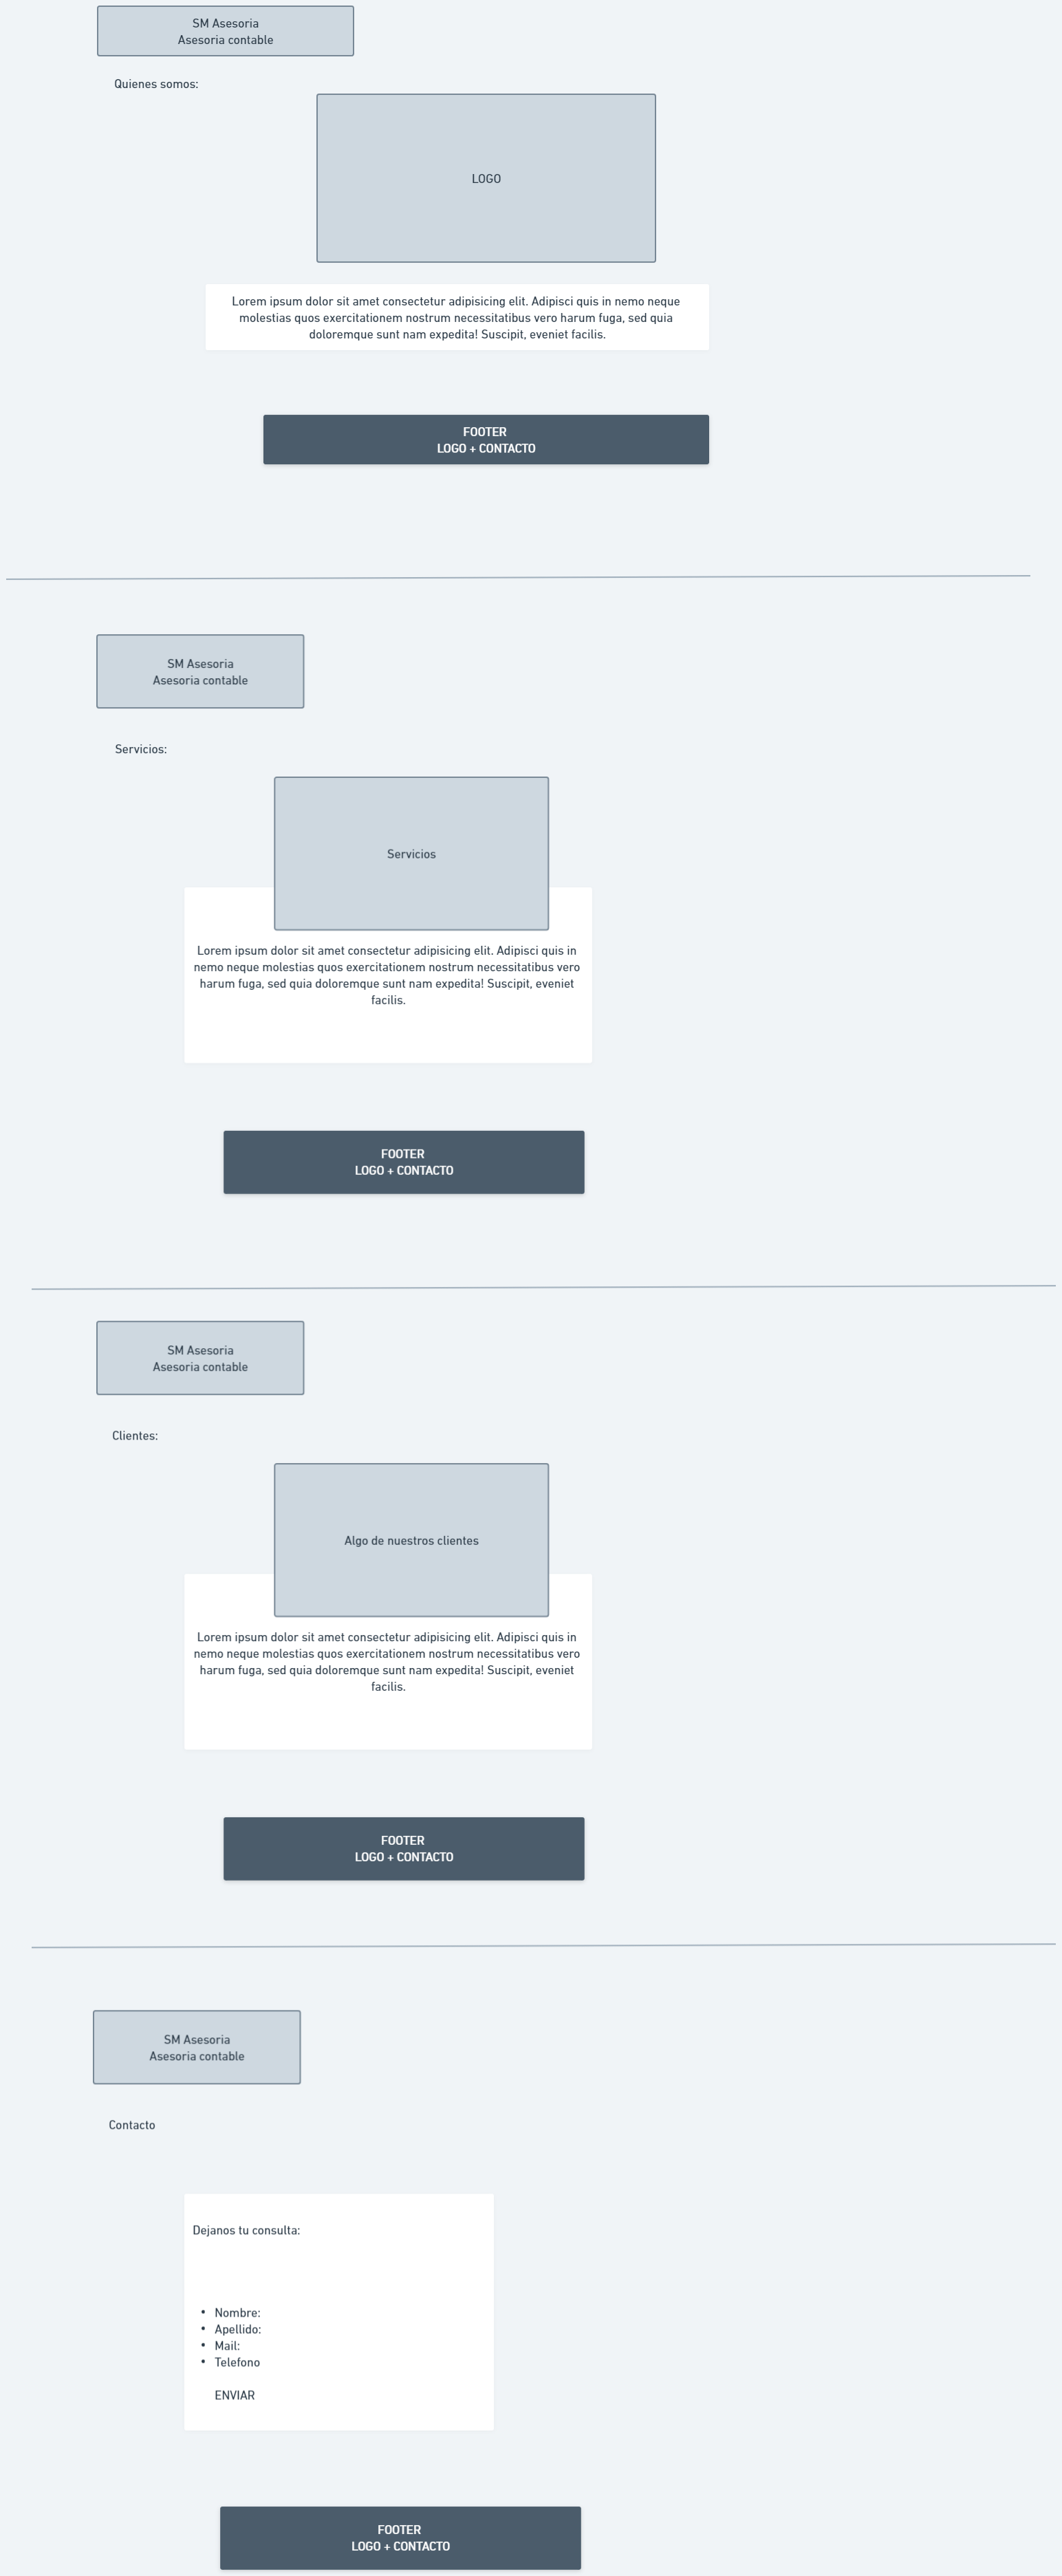 SM Asesoria
Asesoria contable
Quienes somos:
LOGO
Lorem ipsum dolor sit amet consectetur adipisicing elit. Adipisci quis in nemo neque
molestias quos exercitationem nostrum necessitatibus vero harum fuga, sed quia
doloremque sunt nam expedita! Suscipit, eveniet facilis.
FOOTER
LOGO + CONTACTO
SM Asesoria
Asesoria contable
Servicios:
Servicios
Lorem ipsum dolor sit amet consectetur adipisicing elit. Adipisci quis in
nemo neque molestias quos exercitationem nostrum necessitatibus vero
harum fuga, sed quia doloremque sunt nam expedita! Suscipit, eveniet
facilis.
FOOTER
LOGO + CONTACTO
SM Asesoria
Asesoria contable
Clientes:
Algo de nuestros clientes
Lorem ipsum dolor sit amet consectetur adipisicing elit. Adipisci quis in
nemo neque molestias quos exercitationem nostrum necessitatibus vero
harum fuga, sed quia doloremque sunt nam expedita! Suscipit, eveniet
facilis.
FOOTER
LOGO + CONTACTO
SM Asesoria
Asesoria contable
Contacto
Dejanos tu consulta:
• Nombre:
• Apellido:
• Mail:
• Telefono
ENVIAR
FOOTER
LOGO + CONTACTO